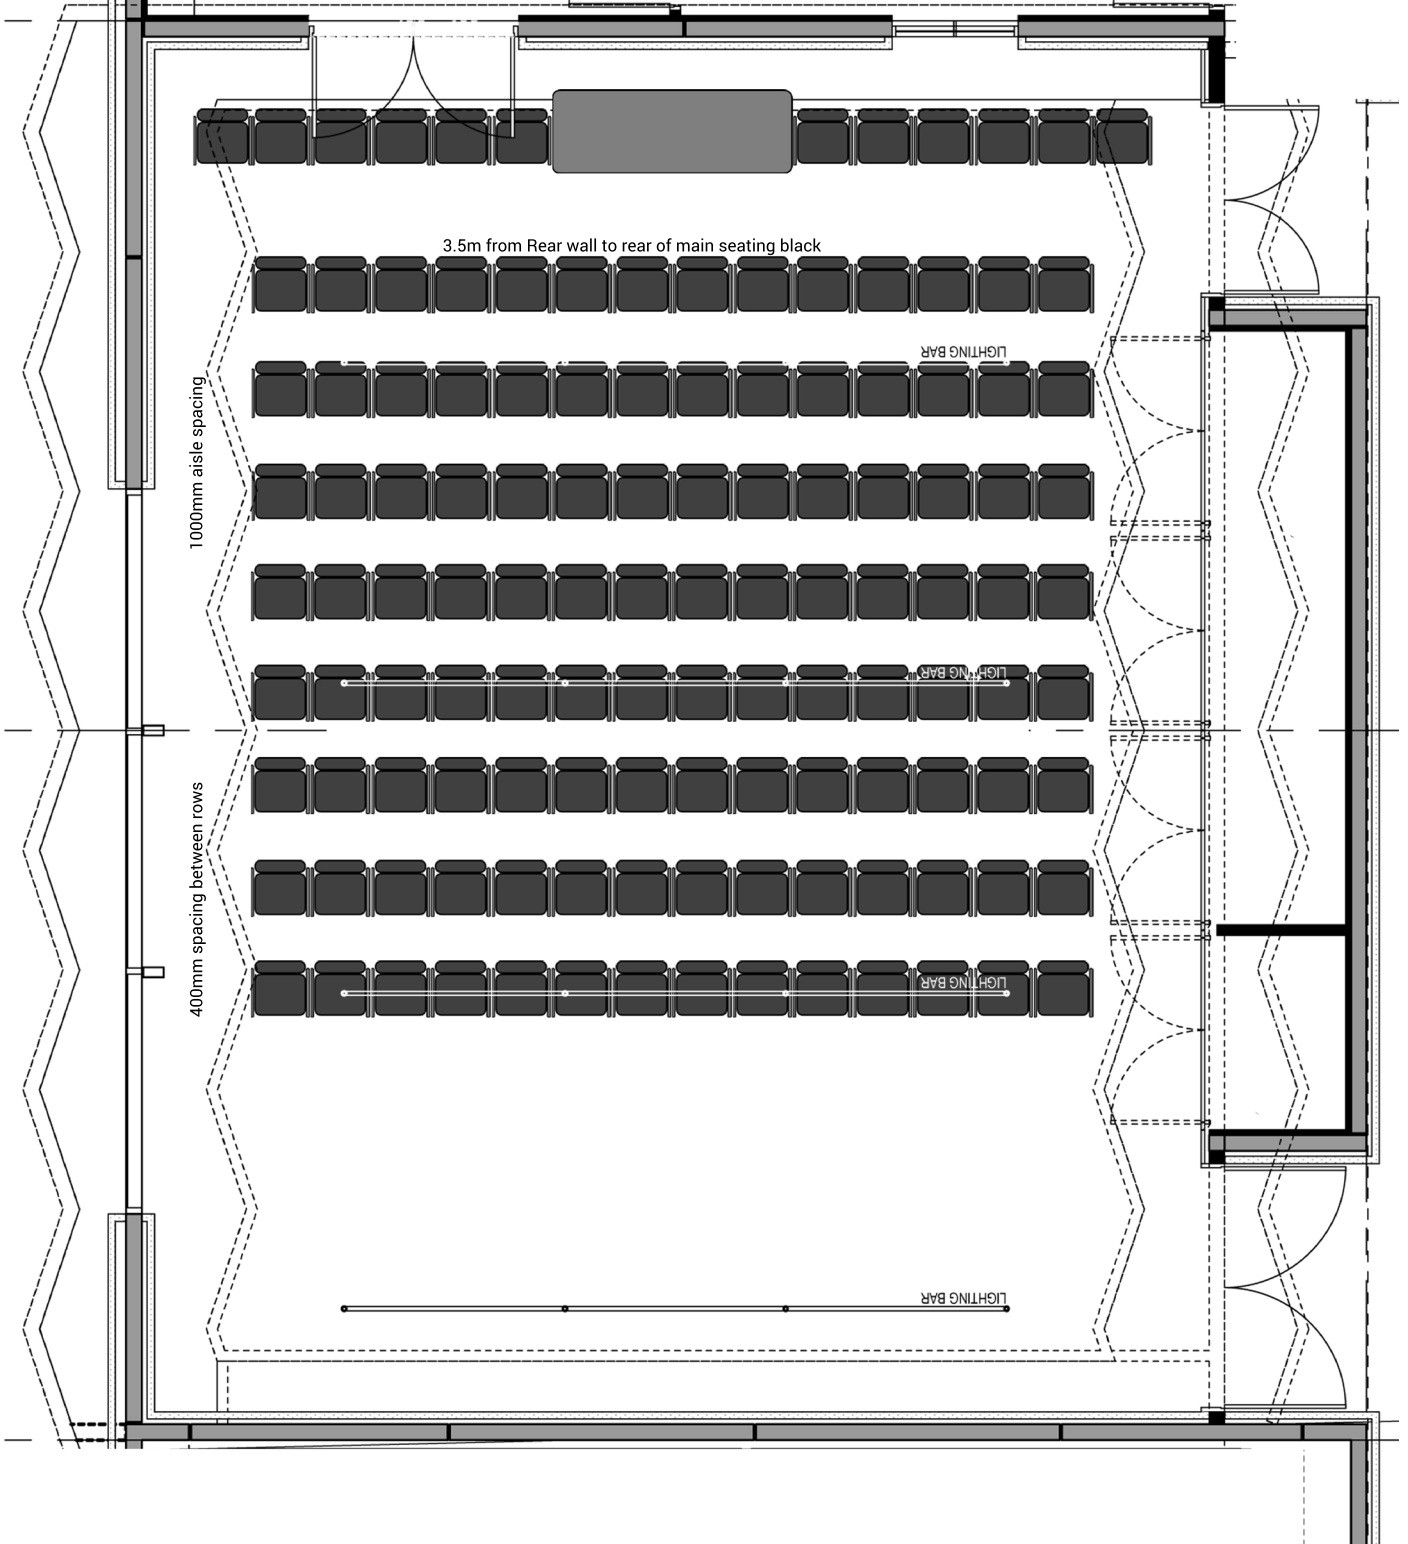 3.5m from Rear wall to rear of main seating black
LIGHTING BAR
1000mm aisle spacing
LIGHTING BAR
400mm spacing between rows
LIGHTING BAR
LIGHTING BAR